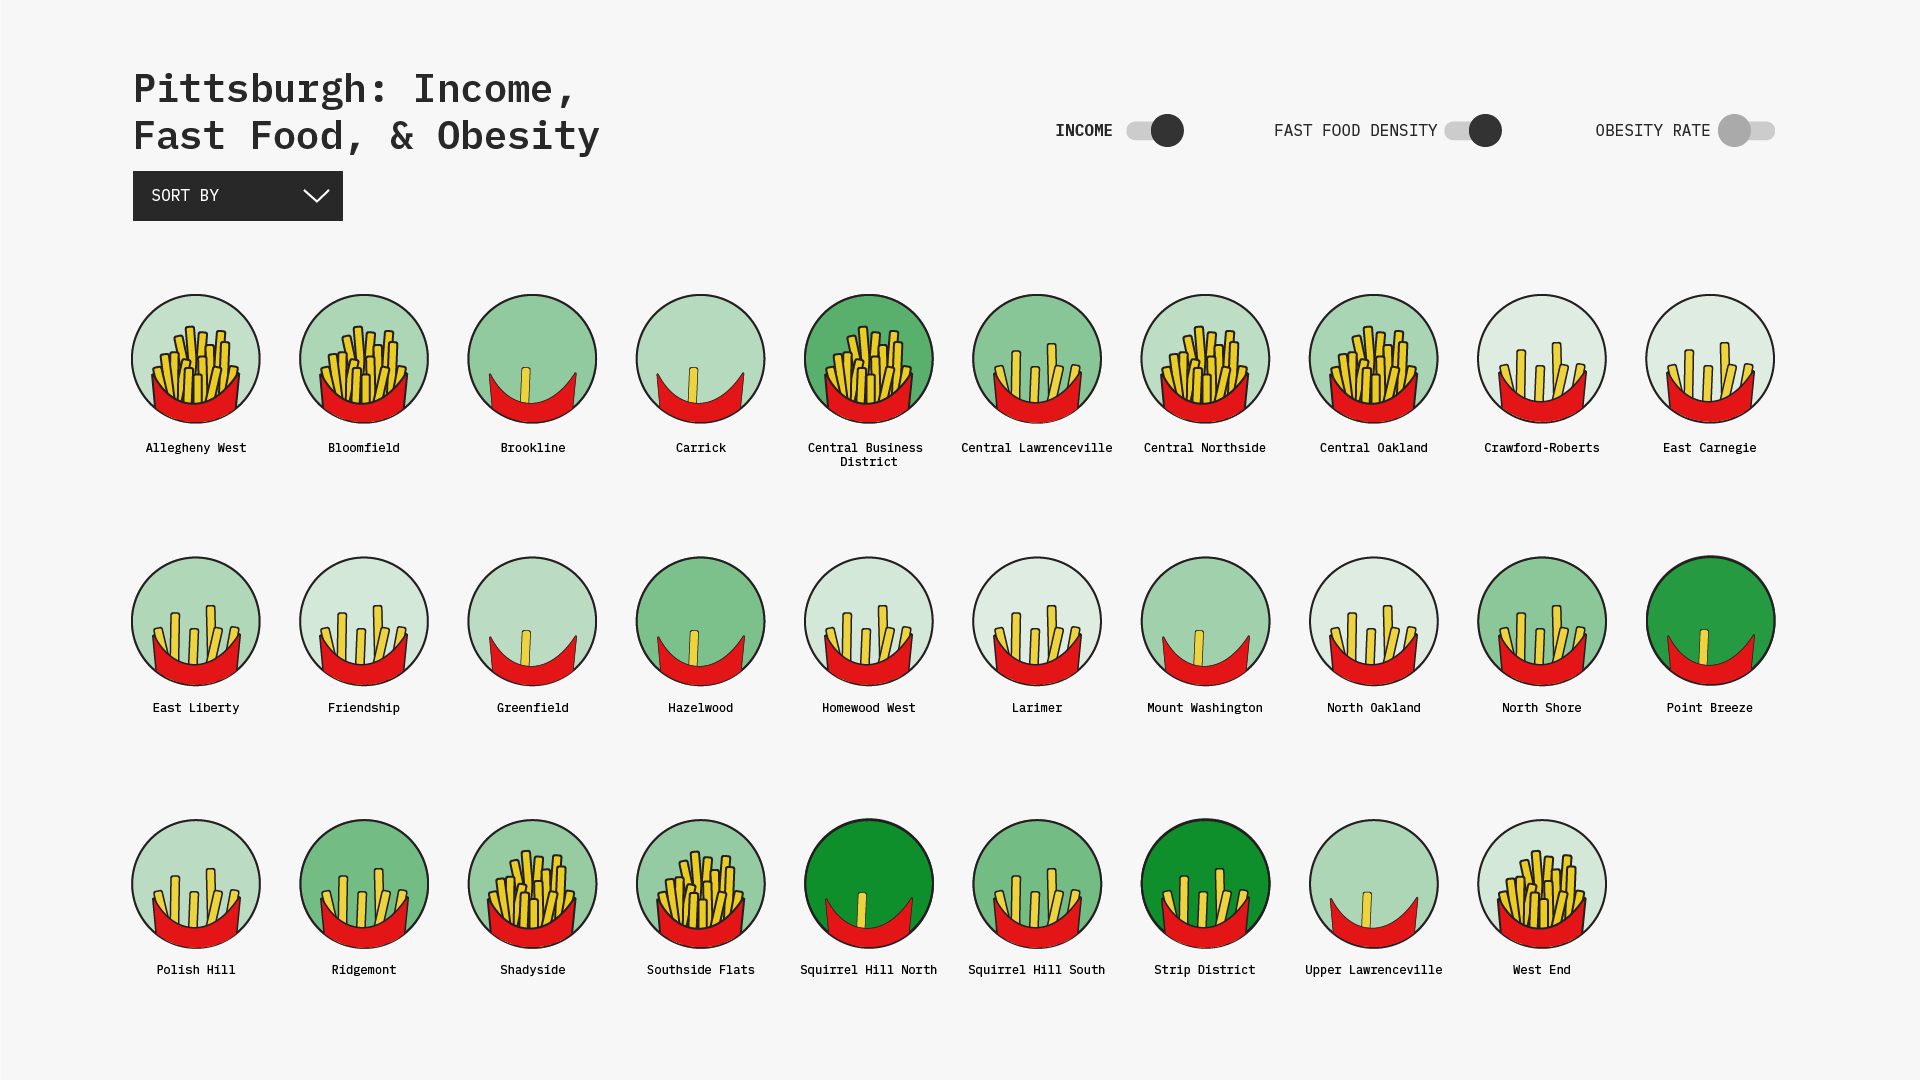 Pittsburgh: Income,
Fast Food, & Obesity
INCOME
FAST FOOD DENSITY
OBESITY RATE
SORT BY
Allegheny West
Bloomfield
Brookline
Carrick
Central Business
District
Central Lawrenceville
Central Northside
Central Oakland
Crawford-Roberts
East Carnegie
East Liberty
Friendship
Greenfield
Hazelwood
Homewood West
Larimer
Mount Washington
North Oakland
North Shore
Point Breeze
Polish Hill
Ridgemont
Shadyside
Southside Flats
Squirrel Hill North
Squirrel Hill South
Strip District
Upper Lawrenceville
West End